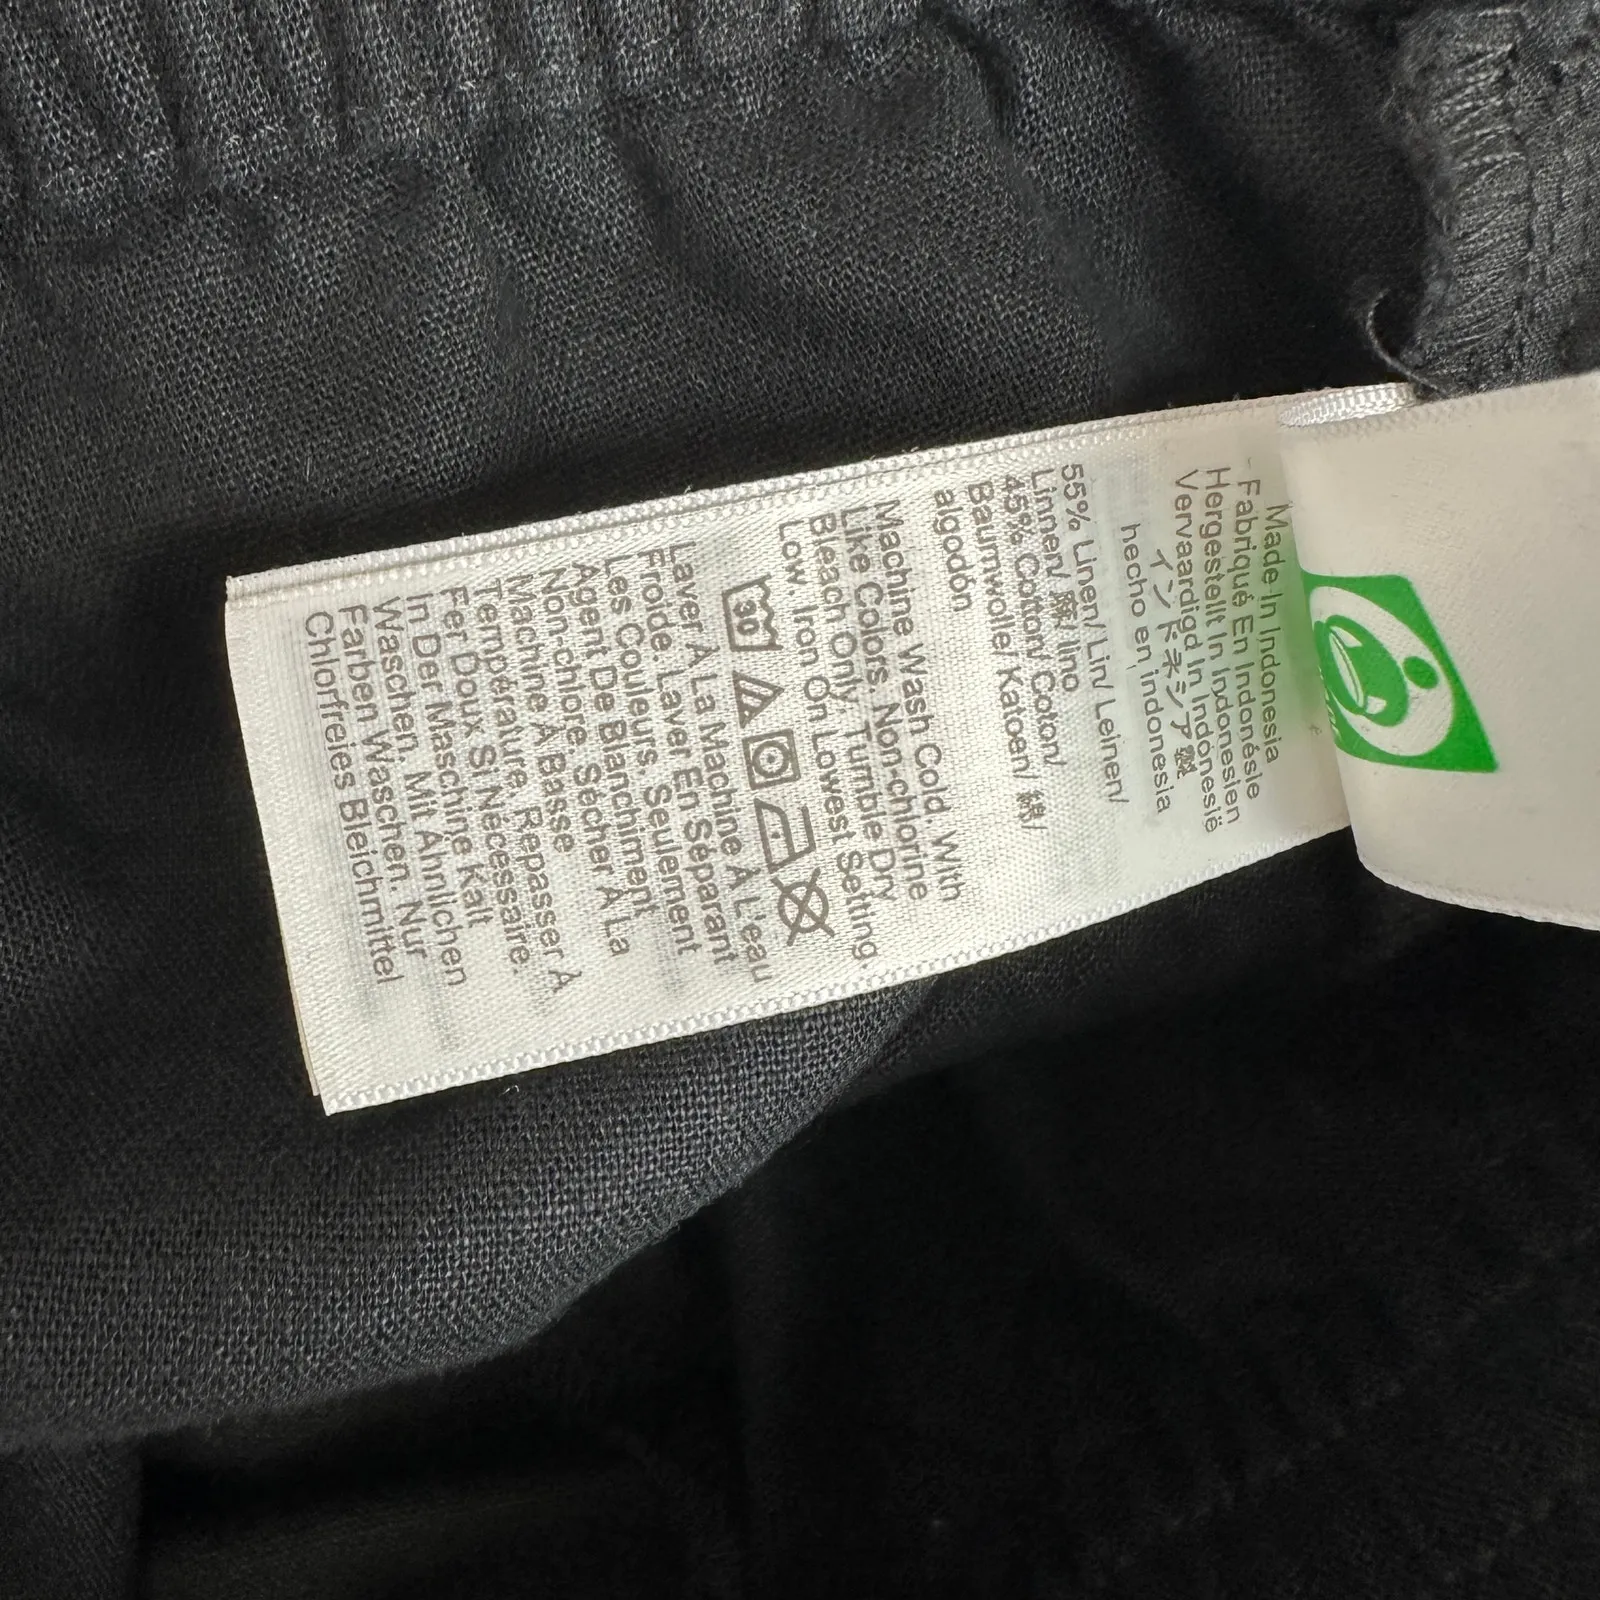 Made In Indonesia
Fabriqué En Indonésie
Hergestellt In Indonesien
Vervaardigd In Indonesië
インドネシア製
hecho en indonesia
55% Linen/ Lin/ Leinen/
Linnen/ 麻/ lino
45% Cotton/ Coton/
Baumwolle/ Katoen/ 綿/
algodón
Machine Wash Cold. With
Like Colors. Non-chlorine
Bleach Only. Tumble Dry
Low. Iron On Lowest Setting
30
Laver À La Machine À L'eau
Froide. Laver En Séparant
Les Couleurs. Seulement
Agent De Blanchiment
Non-chlore. Sécher À La
Machine À Basse
Température. Repasser À
Fer Doux Si Nécessaire.
In Der Maschine Kalt
Waschen. Mit Ähnlichen
Farben Waschen. Nur
Chlorfreies Bleichmittel